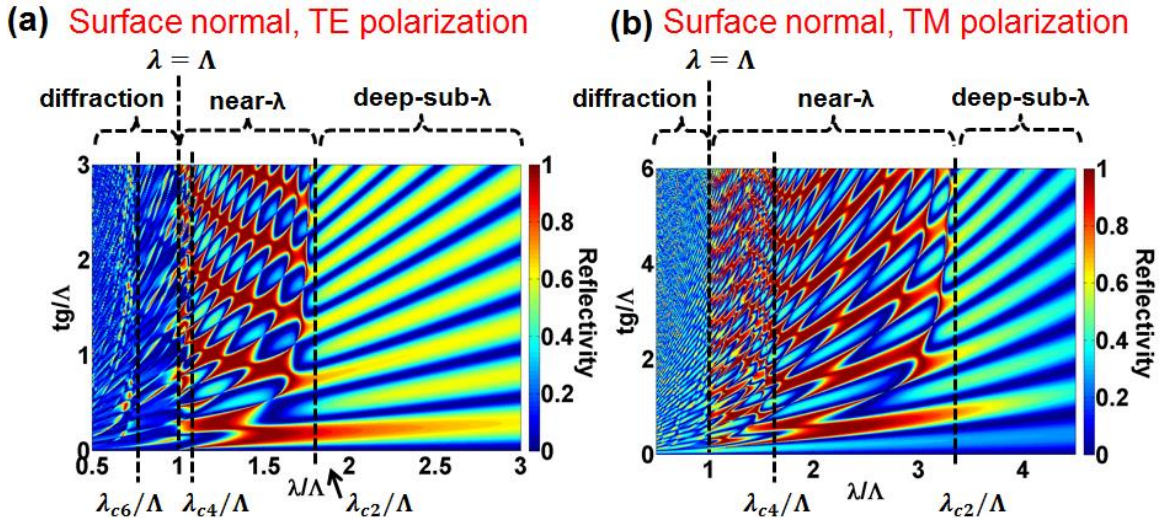 (a) Surface normal, TE polarization
λ = Λ
diffraction near-λ deep-sub-λ
3
2
1
0
tg/Λ
0.5 1 1.5 2 2.5 3
λ/Λ
λc6/Λ λc4/Λ λc2/Λ
1
0.8
0.6
0.4
0.2
0
Reflectivity
(b) Surface normal, TM polarization
λ = Λ
diffraction near-λ deep-sub-λ
6
4
2
0
tg/Λ
1 2 3 4
λ/Λ
λc4/Λ λc2/Λ
1
0.8
0.6
0.4
0.2
0
Reflectivity